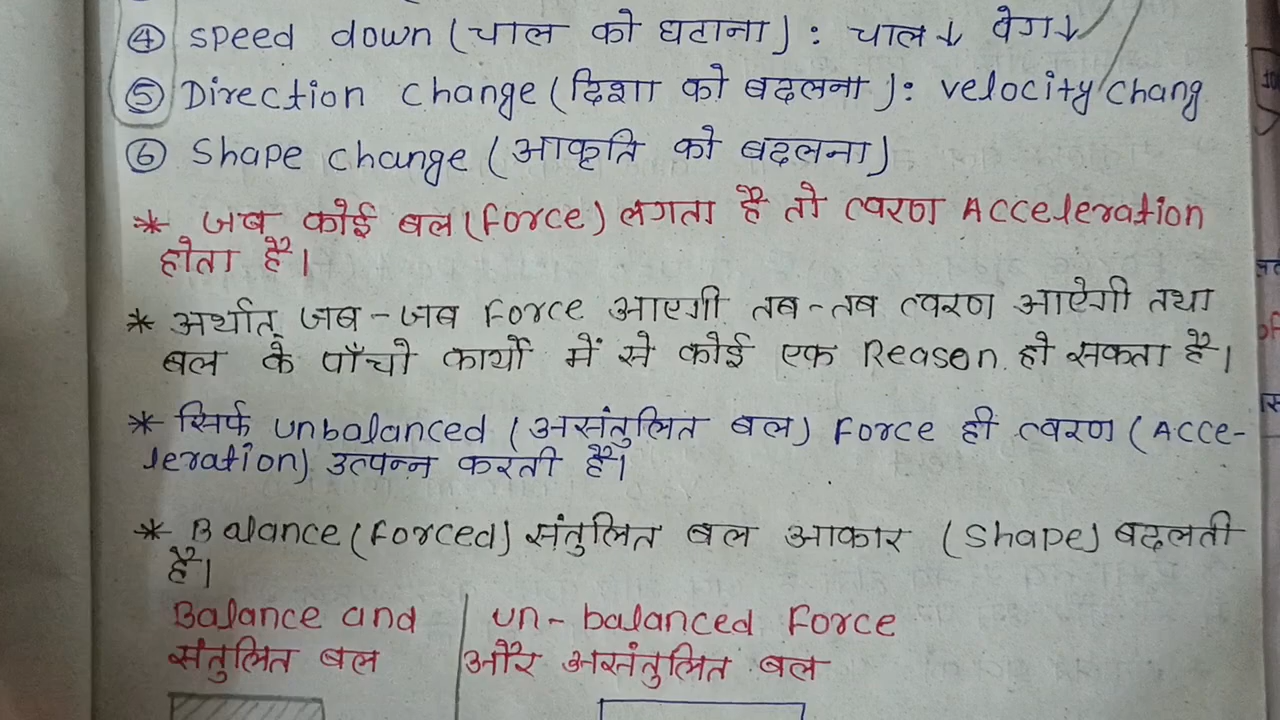 ④ speed down (चाल को घटाना) : चाल↓ वेग↓
⑤ Direction change (दिशा को बदलना): velocity chang
⑥ Shape change (आकृति को बदलना)
* जब कोई बल (force) लगता है तो त्वरण Acceleration
होता है।
* अर्थात् जब-जब Force आएगी तब-तब त्वरण आऐगी तथा
बल के पाँचो कार्यो में से कोई एक Reason. हो सकता है।
* सिर्फ unbalanced (असंतुलित बल) Force ही त्वरण (Acce-
leration) उत्पन्न करती है।
* Balance (Forced) संतुलित बल आकार (Shape) बदलती
है।
Balance and | un-balanced Force
संतुलित बल | और असंतुलित बल